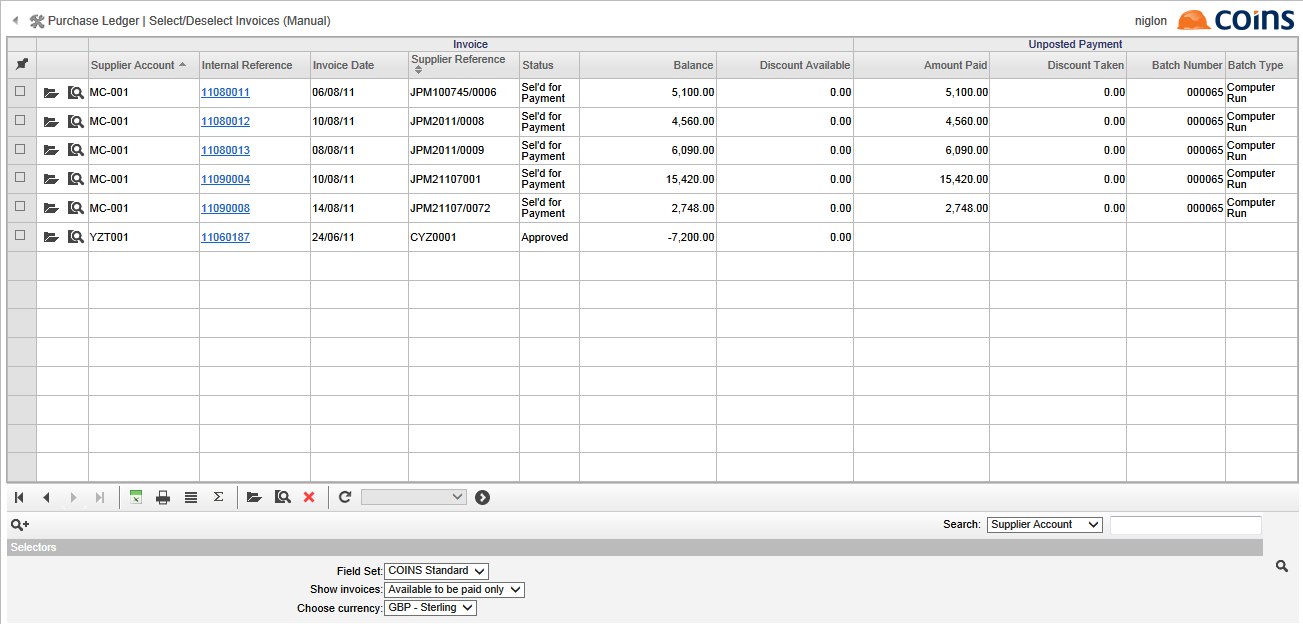 Purchase Ledger | Select/Deselect Invoices (Manual)
niglon
coins
Invoice Unposted Payment
Supplier Account Internal Reference Invoice Date Supplier Reference Status Balance Discount Available Amount Paid Discount Taken Batch Number Batch Type
MC-001 11080011 06/08/11 JPM100745/0006 Sel'd for Payment 5,100.00 0.00 5,100.00 0.00 000065 Computer Run
MC-001 11080012 10/08/11 JPM2011/0008 Sel'd for Payment 4,560.00 0.00 4,560.00 0.00 000065 Computer Run
MC-001 11080013 08/08/11 JPM2011/0009 Sel'd for Payment 6,090.00 0.00 6,090.00 0.00 000065 Computer Run
MC-001 11090004 10/08/11 JPM21107001 Sel'd for Payment 15,420.00 0.00 15,420.00 0.00 000065 Computer Run
MC-001 11090008 14/08/11 JPM21107/0072 Sel'd for Payment 2,748.00 0.00 2,748.00 0.00 000065 Computer Run
YZT001 11060187 24/06/11 CYZ0001 Approved -7,200.00 0.00
Search: Supplier Account
Selectors
Field Set: COINS Standard
Show invoices: Available to be paid only
Choose currency: GBP - Sterling